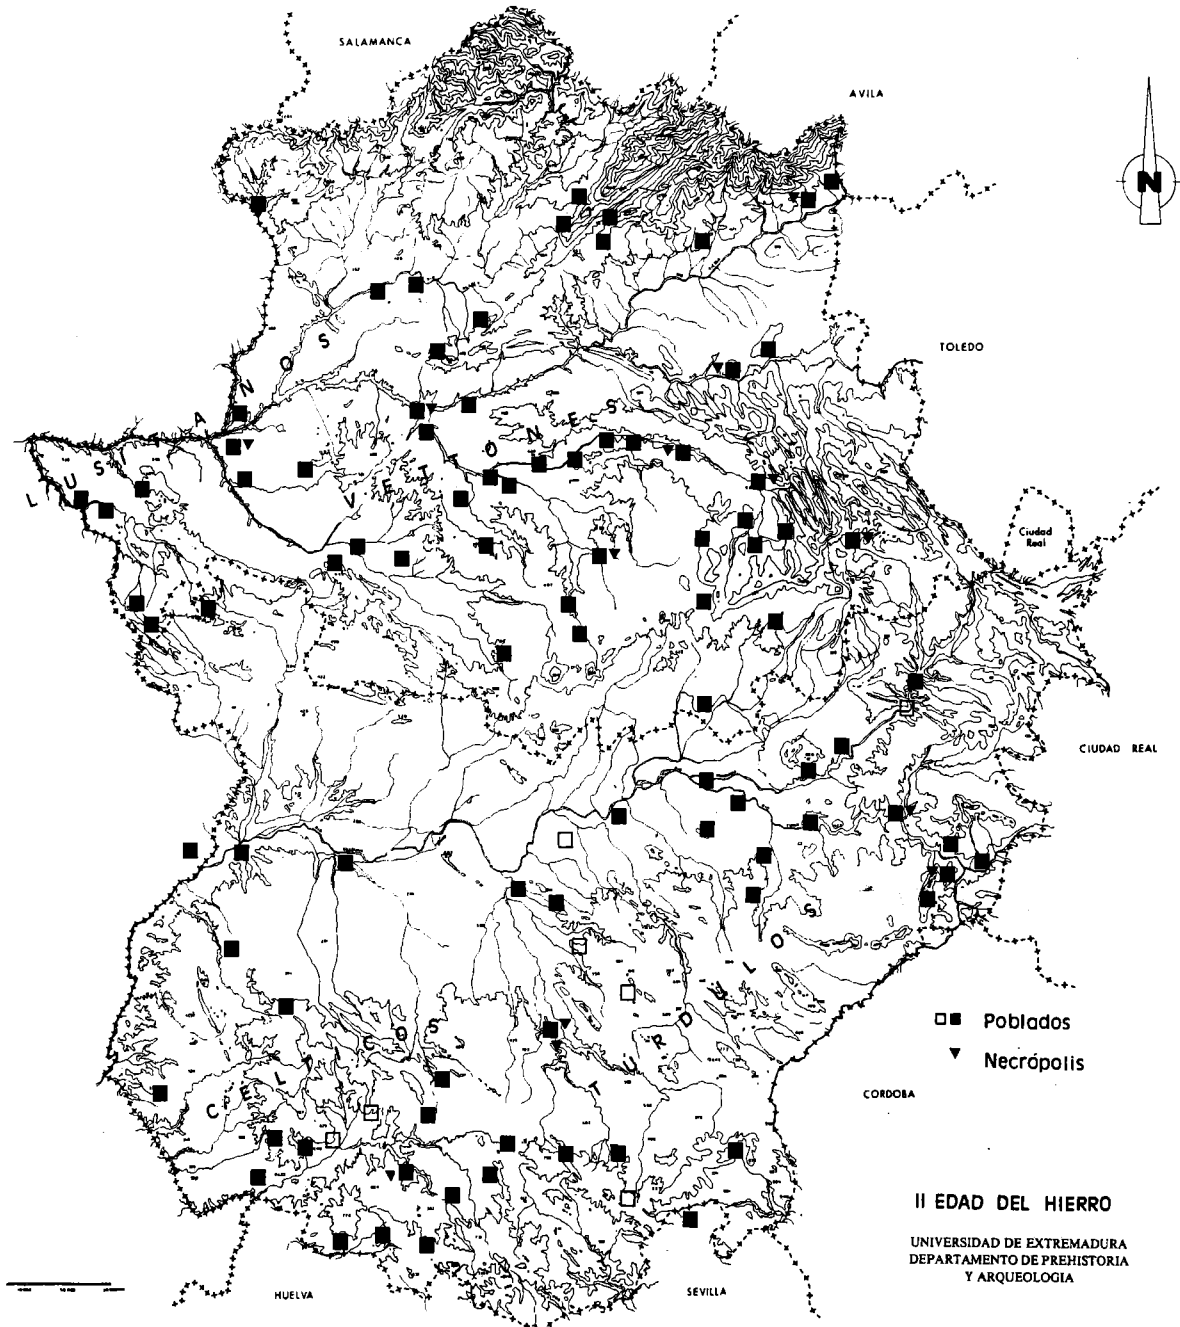 SALAMANCA
AVILA
N
TOLEDO
LUSITANOS
VETTONES
Ciudad
Real
CIUDAD REAL
TURDULOS
CELTICOS
Poblados
Necrópolis
CORDOBA
II EDAD DEL HIERRO
UNIVERSIDAD DE EXTREMADURA
DEPARTAMENTO DE PREHISTORIA
Y ARQUEOLOGIA
HUELVA
SEVILLA